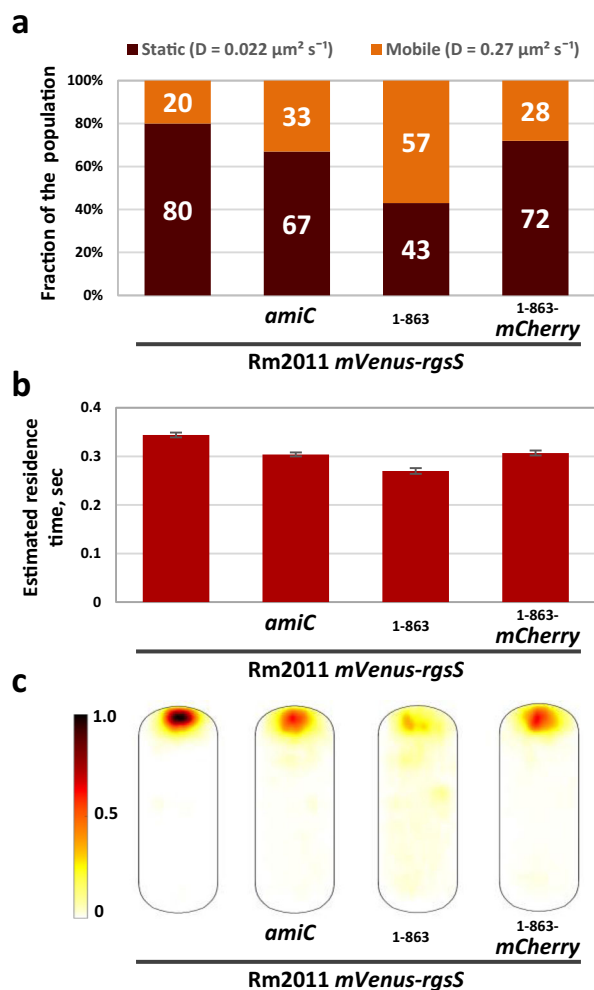 a
Static (D = 0.022 µm² s⁻¹) Mobile (D = 0.27 µm² s⁻¹)
Fraction of the population
100%
80%
60%
40%
20%
0%
20 33 57 28
80 67 43 72
amiC 1-863 1-863-
mCherry
Rm2011 mVenus-rgsS
b
Estimated residence
time, sec
0.4
0.3
0.2
0.1
0
amiC 1-863 1-863-
mCherry
Rm2011 mVenus-rgsS
c
1.0
0.5
0
amiC 1-863 1-863-
mCherry
Rm2011 mVenus-rgsS